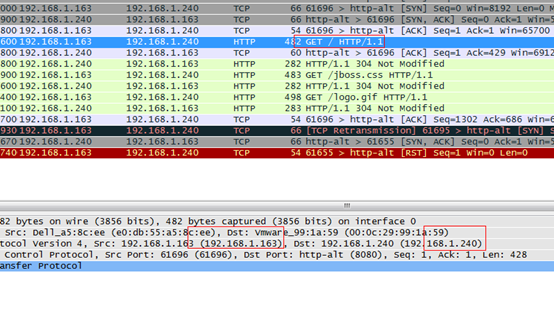 000 192.168.1.163 192.168.1.240 TCP 66 61696 > http-alt [SYN] Seq=0 Win=8192 Len=0
000 192.168.1.240 192.168.1.163 TCP 66 http-alt > 61696 [SYN, ACK] Seq=0 Ack=1 Win=
800 192.168.1.163 192.168.1.240 TCP 54 61696 > http-alt [ACK] Seq=1 Ack=1 Win=65700
600 192.168.1.163 192.168.1.240 HTTP 482 GET / HTTP/1.1
200 192.168.1.240 192.168.1.163 TCP 60 http-alt > 61696 [ACK] Seq=1 Ack=429 Win=6912
200 192.168.1.240 192.168.1.163 HTTP 282 HTTP/1.1 304 Not Modified
900 192.168.1.163 192.168.1.240 HTTP 483 GET /jboss.css HTTP/1.1
800 192.168.1.240 192.168.1.163 HTTP 282 HTTP/1.1 304 Not Modified
400 192.168.1.163 192.168.1.240 HTTP 498 GET /logo.gif HTTP/1.1
100 192.168.1.240 192.168.1.163 HTTP 283 HTTP/1.1 304 Not Modified
700 192.168.1.163 192.168.1.240 TCP 54 61696 > http-alt [ACK] Seq=1302 Ack=686
930 192.168.1.163 192.168.1.240 TCP 66 [TCP Retransmission] 61695 > http-alt [SYN]
670 192.168.1.240 192.168.1.163 TCP 66 http-alt > 61655 [SYN, ACK] Seq=0 Ack=1 Win=
740 192.168.1.163 192.168.1.240 TCP 54 61655 > http-alt [RST] Seq=1 Win=0 Len=0
82 bytes on wire (3856 bits), 482 bytes captured (3856 bits) on interface 0
Src: Dell_a5:8c:ee (e0:db:55:a5:8c:ee), Dst: Vmware_99:1a:59 (00:0c:29:99:1a:59)
tocol Version 4, Src: 192.168.1.163 (192.168.1.163), Dst: 192.168.1.240 (192.168.1.240)
Control Protocol, Src Port: 61696 (61696), Dst Port: http-alt (8080), Seq: 1, Ack: 1, Len: 428
ansfer Protocol